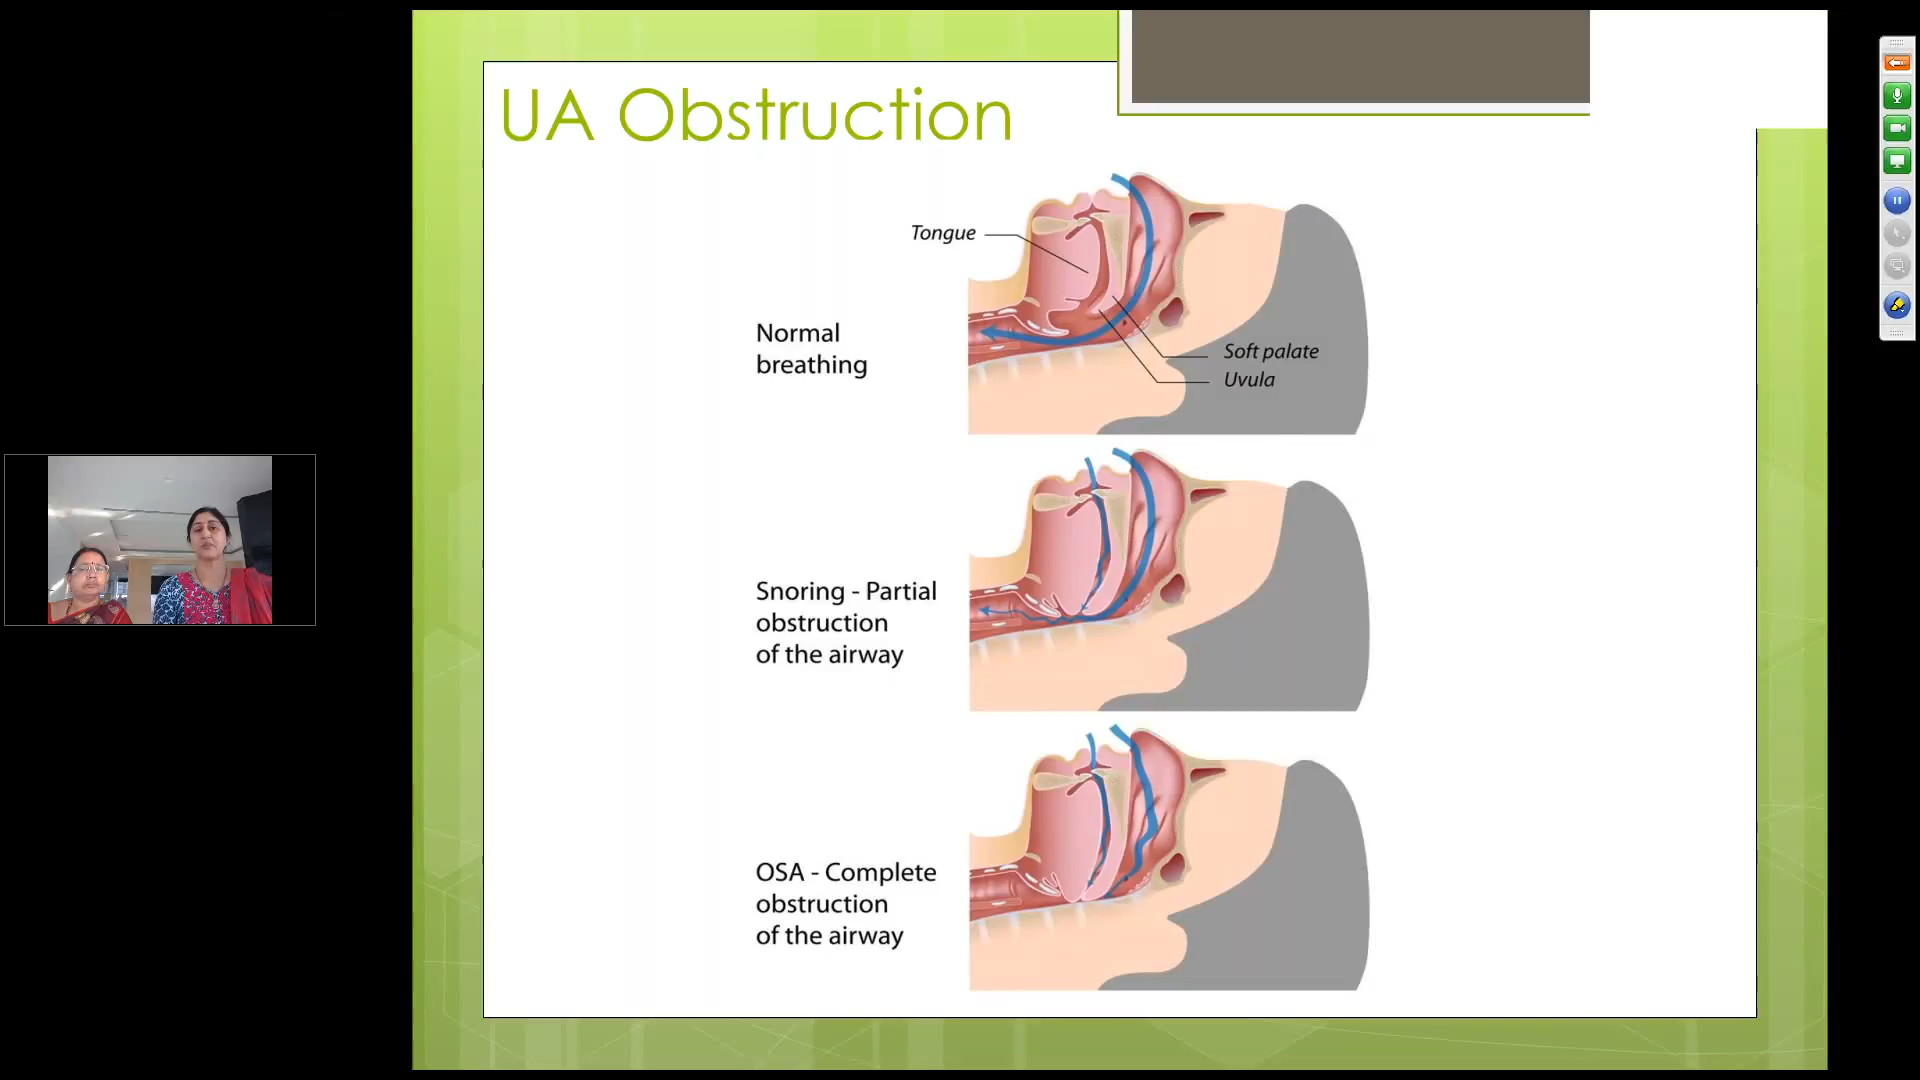 UA Obstruction
Tongue
Normal
breathing
Soft palate
Uvula
Snoring - Partial
obstruction
of the airway
OSA - Complete
obstruction
of the airway